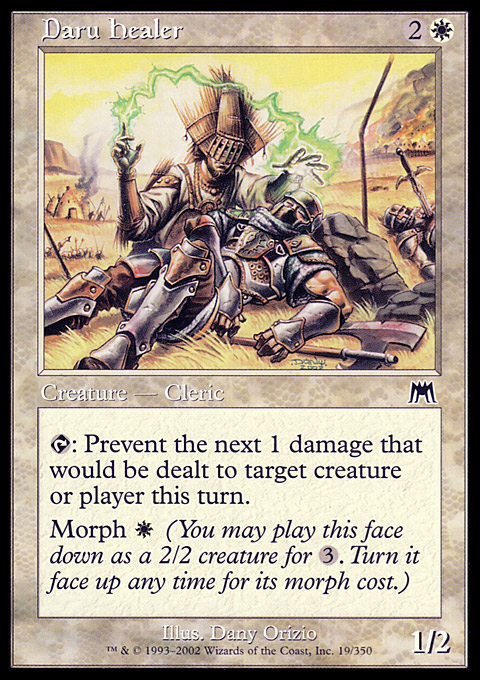 Daru Healer 2
Creature — Cleric
: Prevent the next 1 damage that
would be dealt to target creature
or player this turn.
Morph (You may play this face
down as a 2/2 creature for 3. Turn it
face up any time for its morph cost.)
Illus. Dany Orizio
™ & © 1993–2002 Wizards of the Coast, Inc. 19/350
1/2